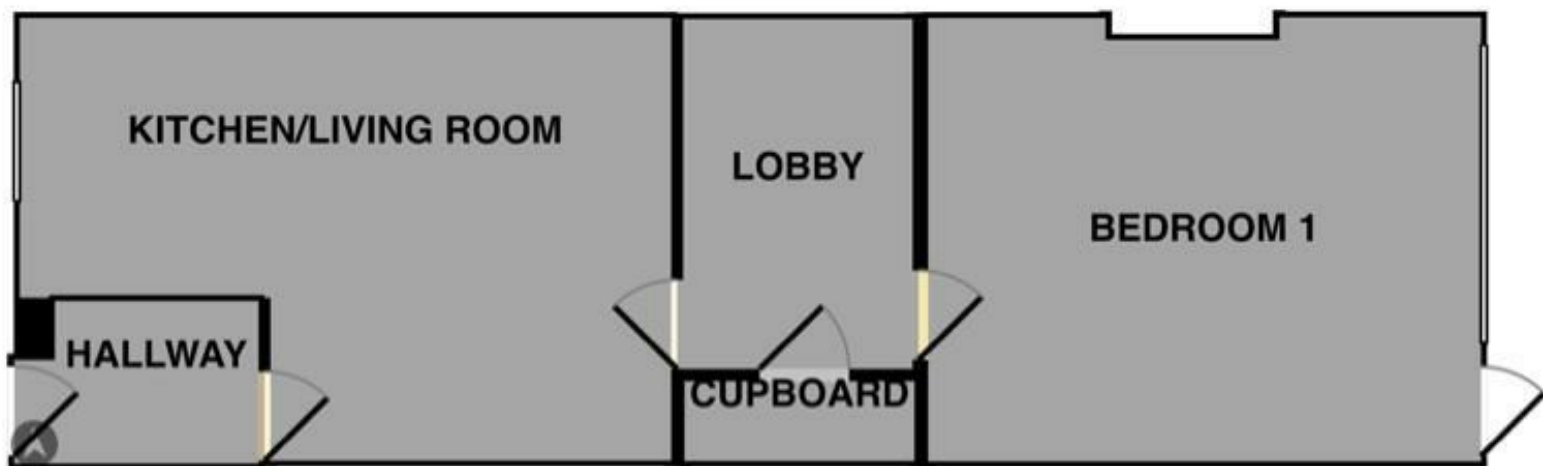 KITCHEN/LIVING ROOM
LOBBY
BEDROOM 1
HALLWAY
CUPBOARD